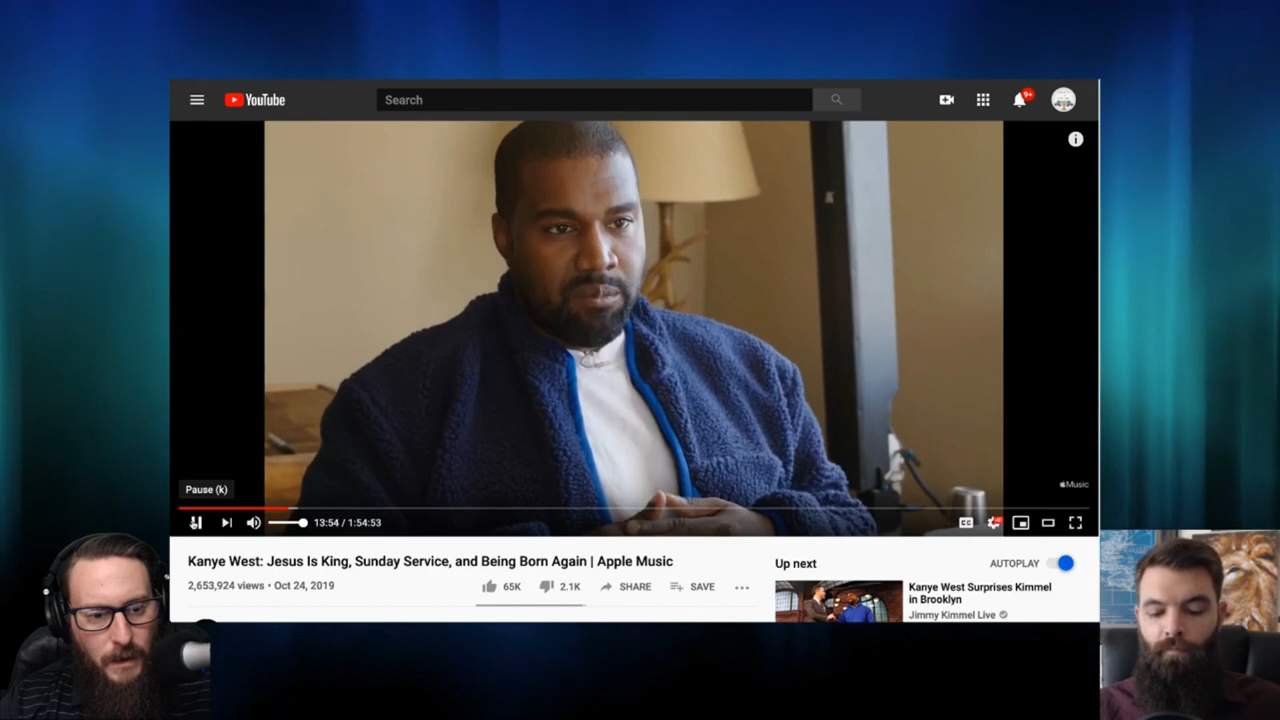 YouTube
Search
9+
i
Music
Pause (k)
13:54 / 1:54:53
CC
Kanye West: Jesus Is King, Sunday Service, and Being Born Again | Apple Music
2,653,924 views • Oct 24, 2019
65K
2.1K
SHARE
SAVE
Up next
AUTOPLAY
Kanye West Surprises Kimmel
in Brooklyn
Jimmy Kimmel Live